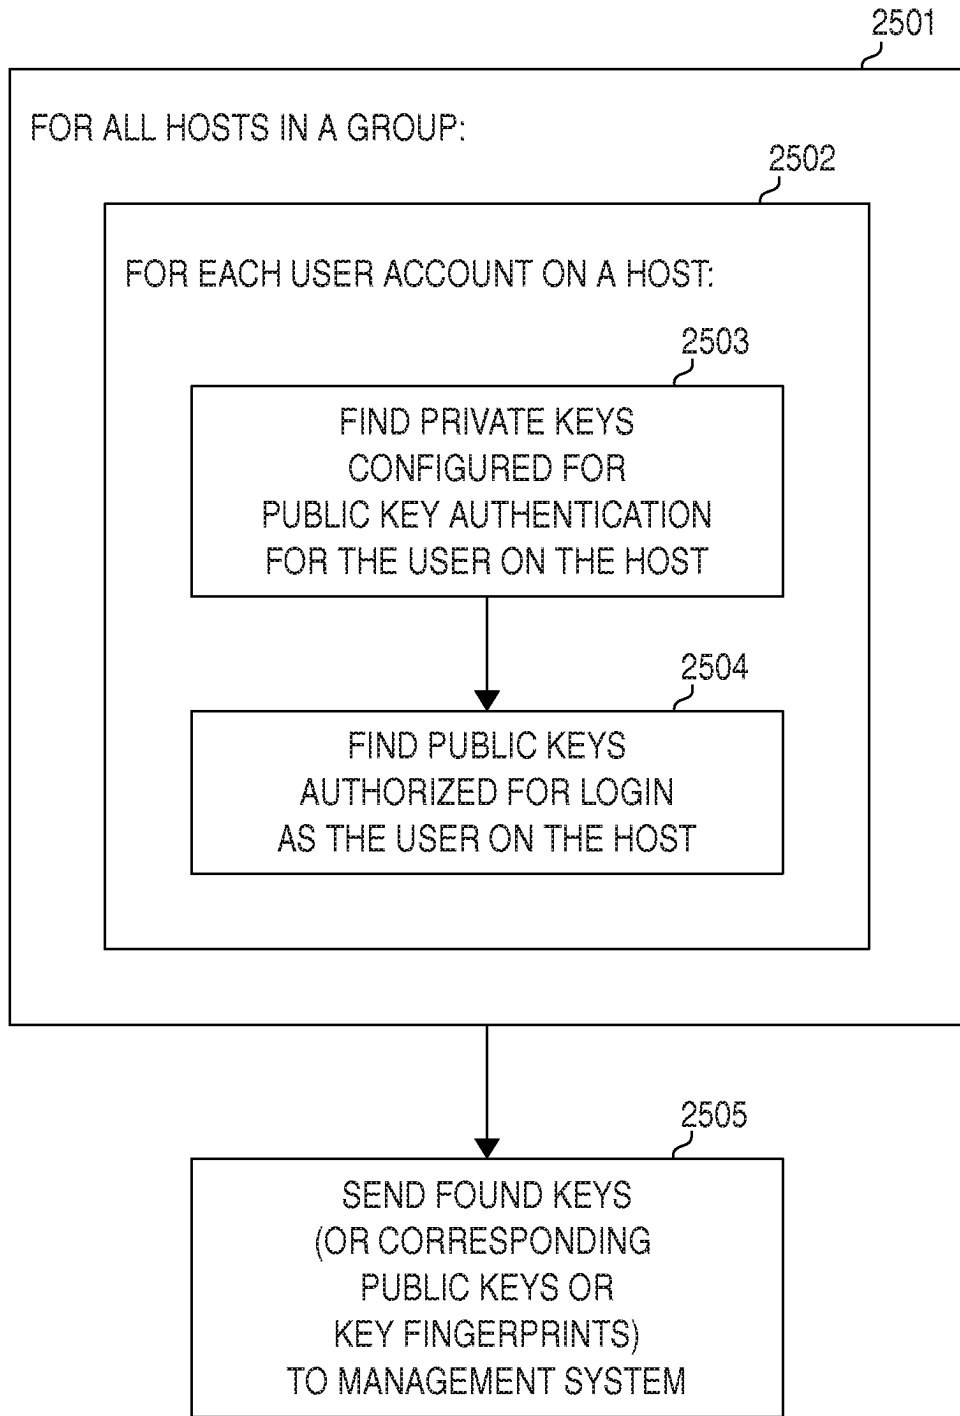 2501
FOR ALL HOSTS IN A GROUP:
2502
FOR EACH USER ACCOUNT ON A HOST:
2503
FIND PRIVATE KEYS
CONFIGURED FOR
PUBLIC KEY AUTHENTICATION
FOR THE USER ON THE HOST
2504
FIND PUBLIC KEYS
AUTHORIZED FOR LOGIN
AS THE USER ON THE HOST
2505
SEND FOUND KEYS
(OR CORRESPONDING
PUBLIC KEYS OR
KEY FINGERPRINTS)
TO MANAGEMENT SYSTEM